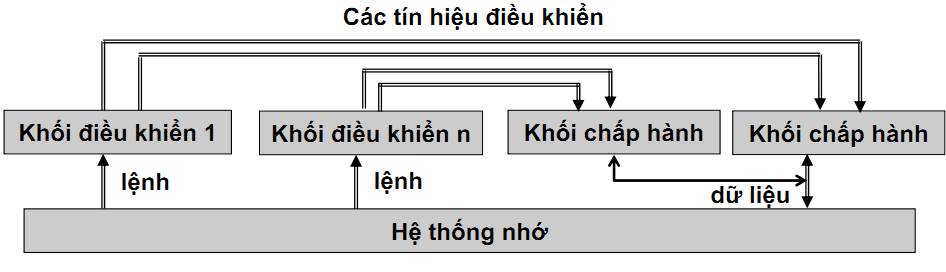 Các tín hiệu điều khiển
Khối điều khiển 1
Khối điều khiển n
Khối chấp hành
Khối chấp hành
lệnh
lệnh
dữ liệu
Hệ thống nhớ